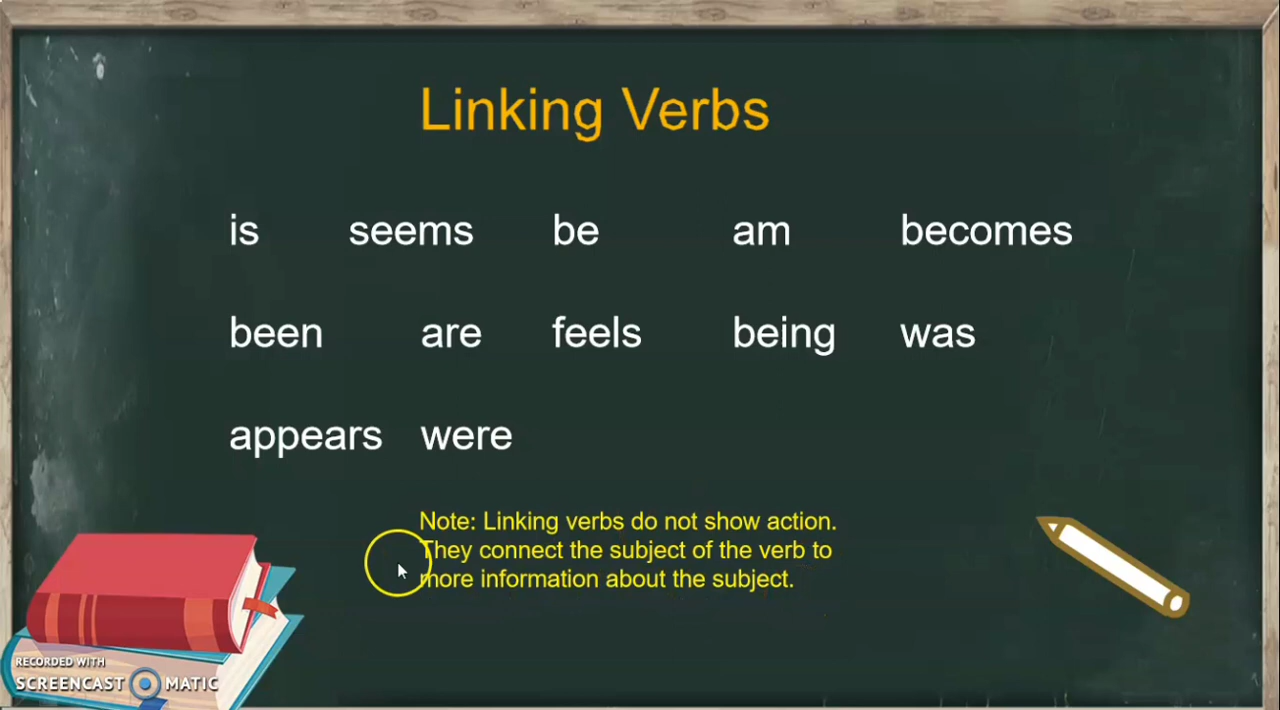 Linking Verbs
is seems be am becomes
been are feels being was
appears were
Note: Linking verbs do not show action.
They connect the subject of the verb to
more information about the subject.
RECORDED WITH
SCREENCAST MATIC